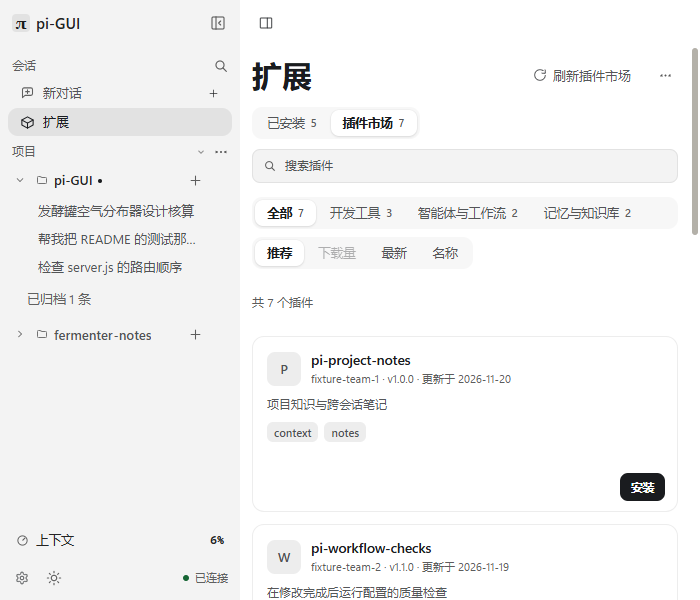 π pi-GUI
会话
新对话
扩展
项目
pi-GUI
发酵罐空气分布器设计核算
帮我把 README 的测试那...
检查 server.js 的路由顺序
已归档 1 条
fermenter-notes
上下文 6%
已连接
扩展
刷新插件市场
已安装 5 插件市场 7
搜索插件
全部 7 开发工具 3 智能体与工作流 2 记忆与知识库 2
推荐 下载量 最新 名称
共 7 个插件
P
pi-project-notes
fixture-team-1 · v1.0.0 · 更新于 2026-11-20
项目知识与跨会话笔记
context notes
安装
W
pi-workflow-checks
fixture-team-2 · v1.1.0 · 更新于 2026-11-19
在修改完成后运行配置的质量检查